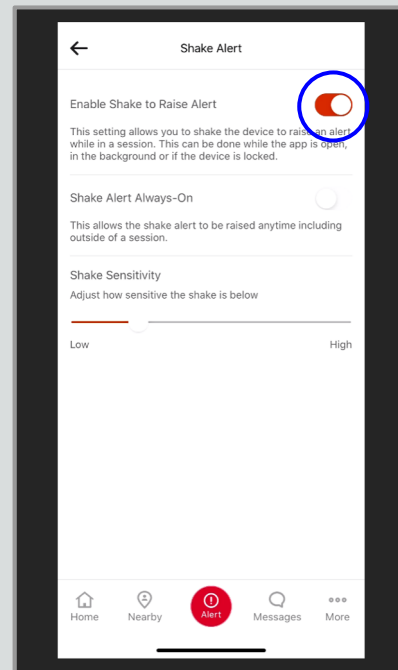 Shake Alert
Enable Shake to Raise Alert
This setting allows you to shake the device to raise an alert
while in a session. This can be done while the app is open,
in the background or if the device is locked.
Shake Alert Always-On
This allows the shake alert to be raised anytime including
outside of a session.
Shake Sensitivity
Adjust how sensitive the shake is below
Low High
Home Nearby Alert Messages More